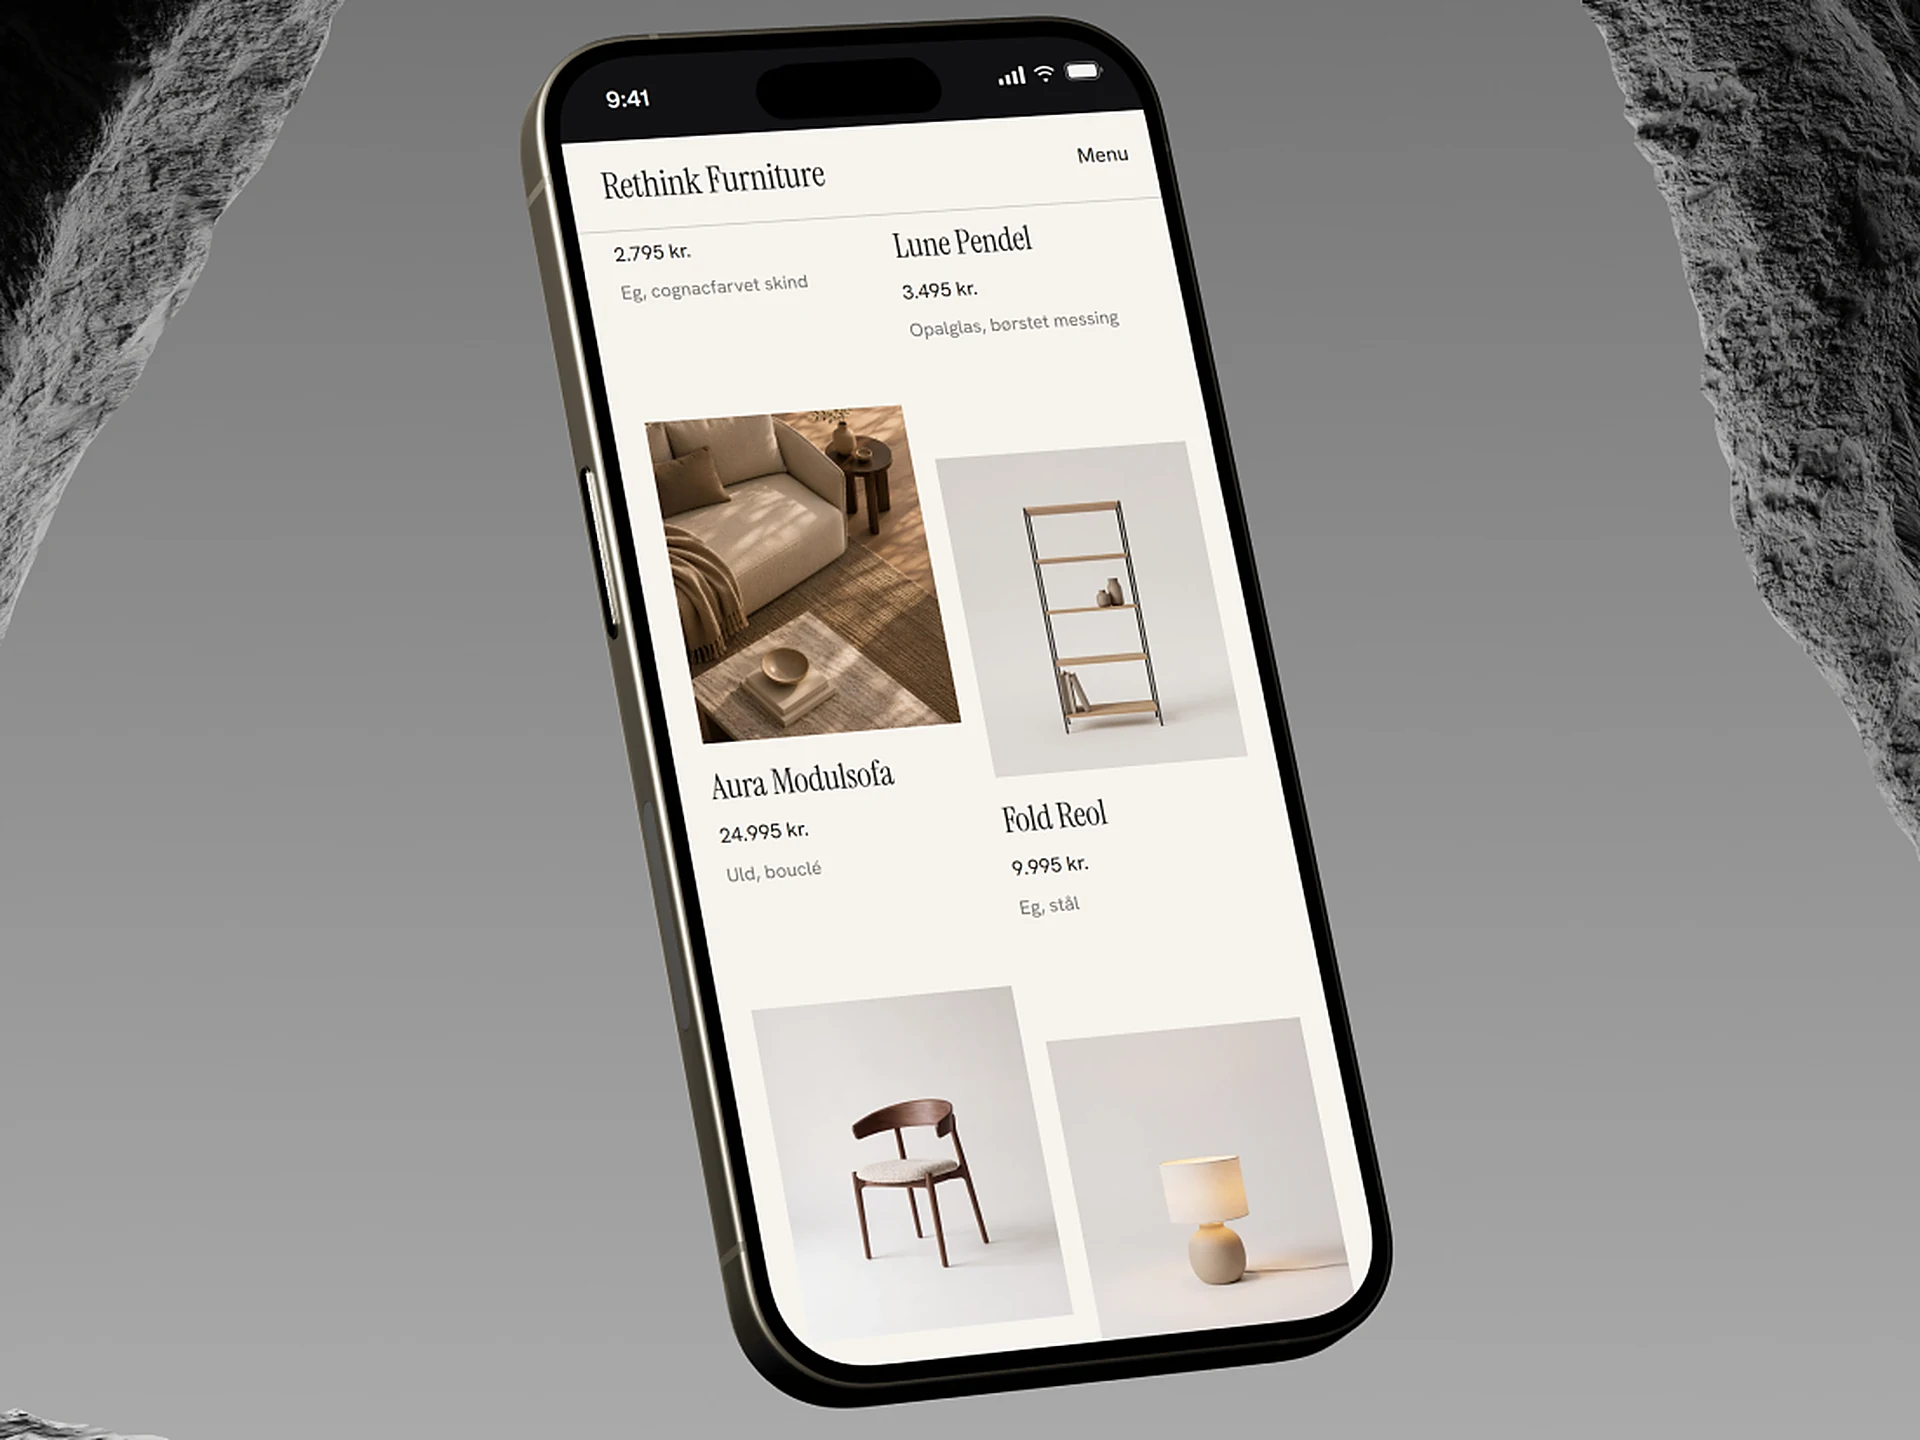 9:41
Rethink Furniture
Menu
2.795 kr.
Eg, cognacfarvet skind
Lune Pendel
3.495 kr.
Opalglas, børstet messing
Aura Modulsofa
24.995 kr.
Uld, bouclé
Fold Reol
9.995 kr.
Eg, stål